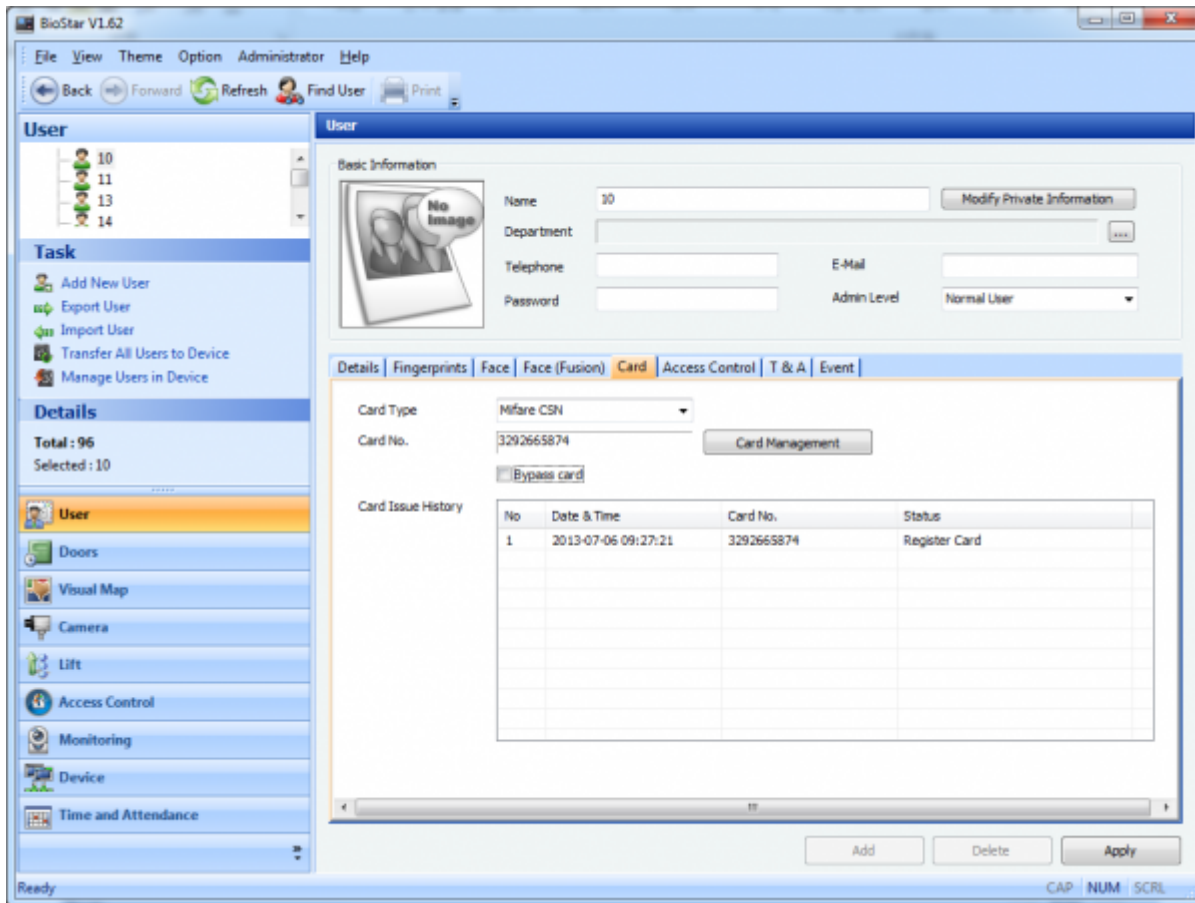 BioStar V1.62
File View Theme Option Administrator Help
Back Forward Refresh Find User Print
User
10
11
13
14
Task
Add New User
Export User
Import User
Transfer All Users to Device
Manage Users in Device
Details
Total : 96
Selected : 10
User
Doors
Visual Map
Camera
Lift
Access Control
Monitoring
Device
Time and Attendance
User
Basic Information
No Image
Name 10 Modify Private Information
Department ...
Telephone E-Mail
Password Admin Level Normal User
Details Fingerprints Face Face (Fusion) Card Access Control T & A Event
Card Type Mifare CSN
Card No. 3292665874 Card Management
Bypass card
Card Issue History
No Date & Time Card No. Status
1 2013-07-06 09:27:21 3292665874 Register Card
Add Delete Apply
Ready CAP NUM SCRL